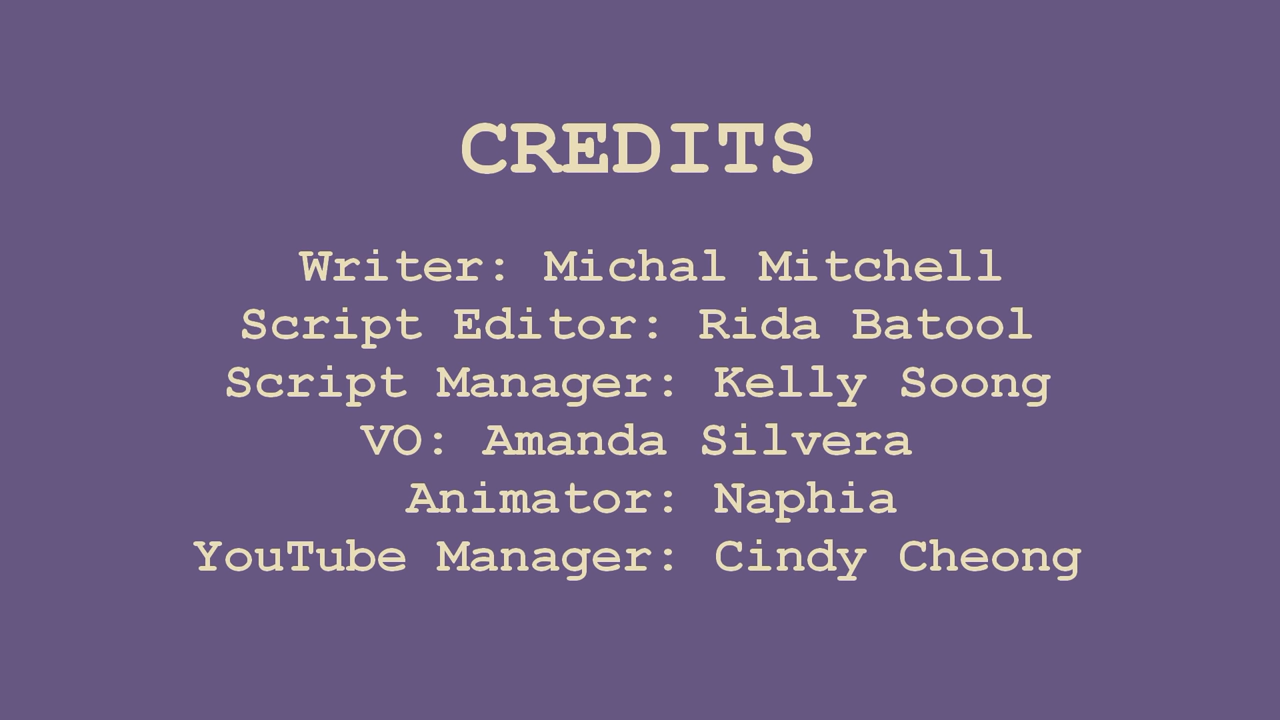 CREDITS
Writer: Michal Mitchell
Script Editor: Rida Batool
Script Manager: Kelly Soong
VO: Amanda Silvera
Animator: Naphia
YouTube Manager: Cindy Cheong